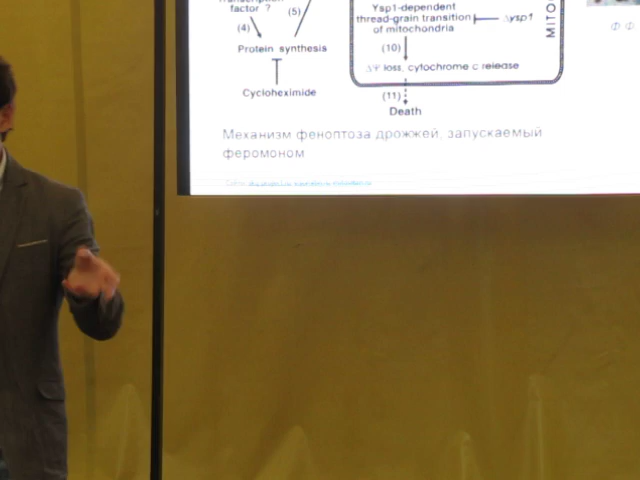 factor ?
(5)
(4)
Protein synthesis
Cycloheximide
Ysp1-dependent
thread-grain transition
of mitochondria
Δysp1
(10)
ΔΨ loss, cytochrome c release
(11)
Death
MITO
Механизм феноптоза дрожжей, запускаемый
феромоном